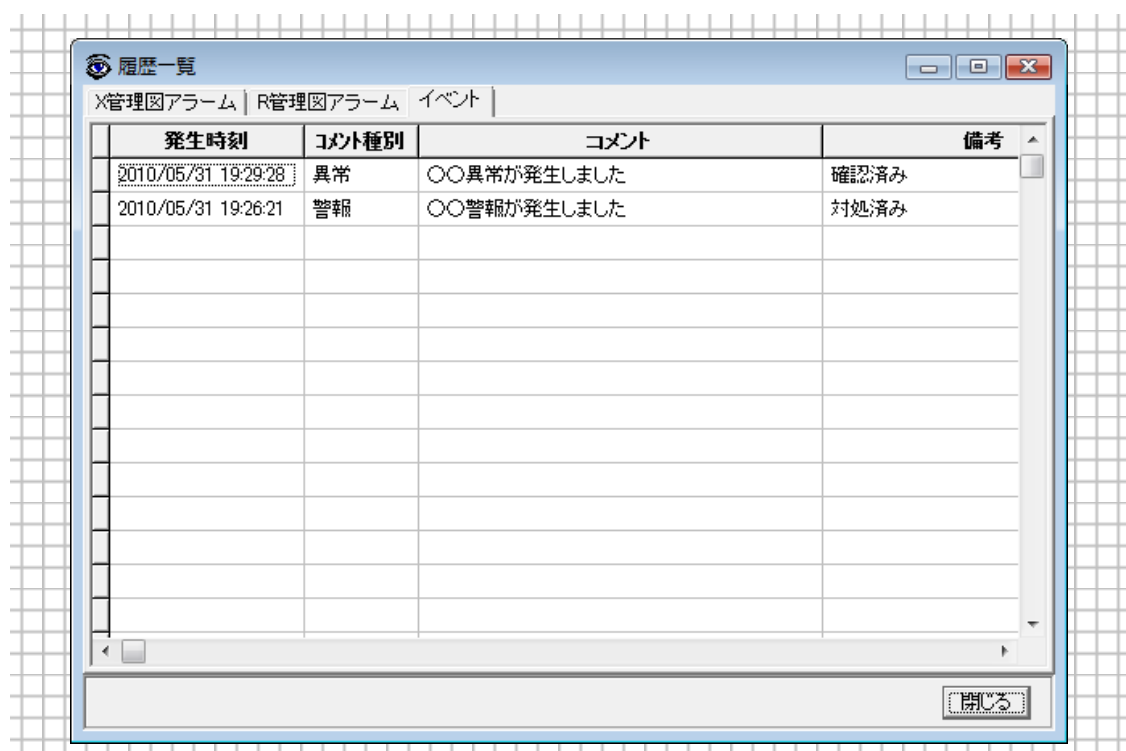 履歴一覧
X管理図アラーム R管理図アラーム イベント
発生時刻 コメント種別 コメント 備考
2010/05/31 19:29:28 異常 〇〇異常が発生しました 確認済み
2010/05/31 19:26:21 警報 〇〇警報が発生しました 対処済み
閉じる